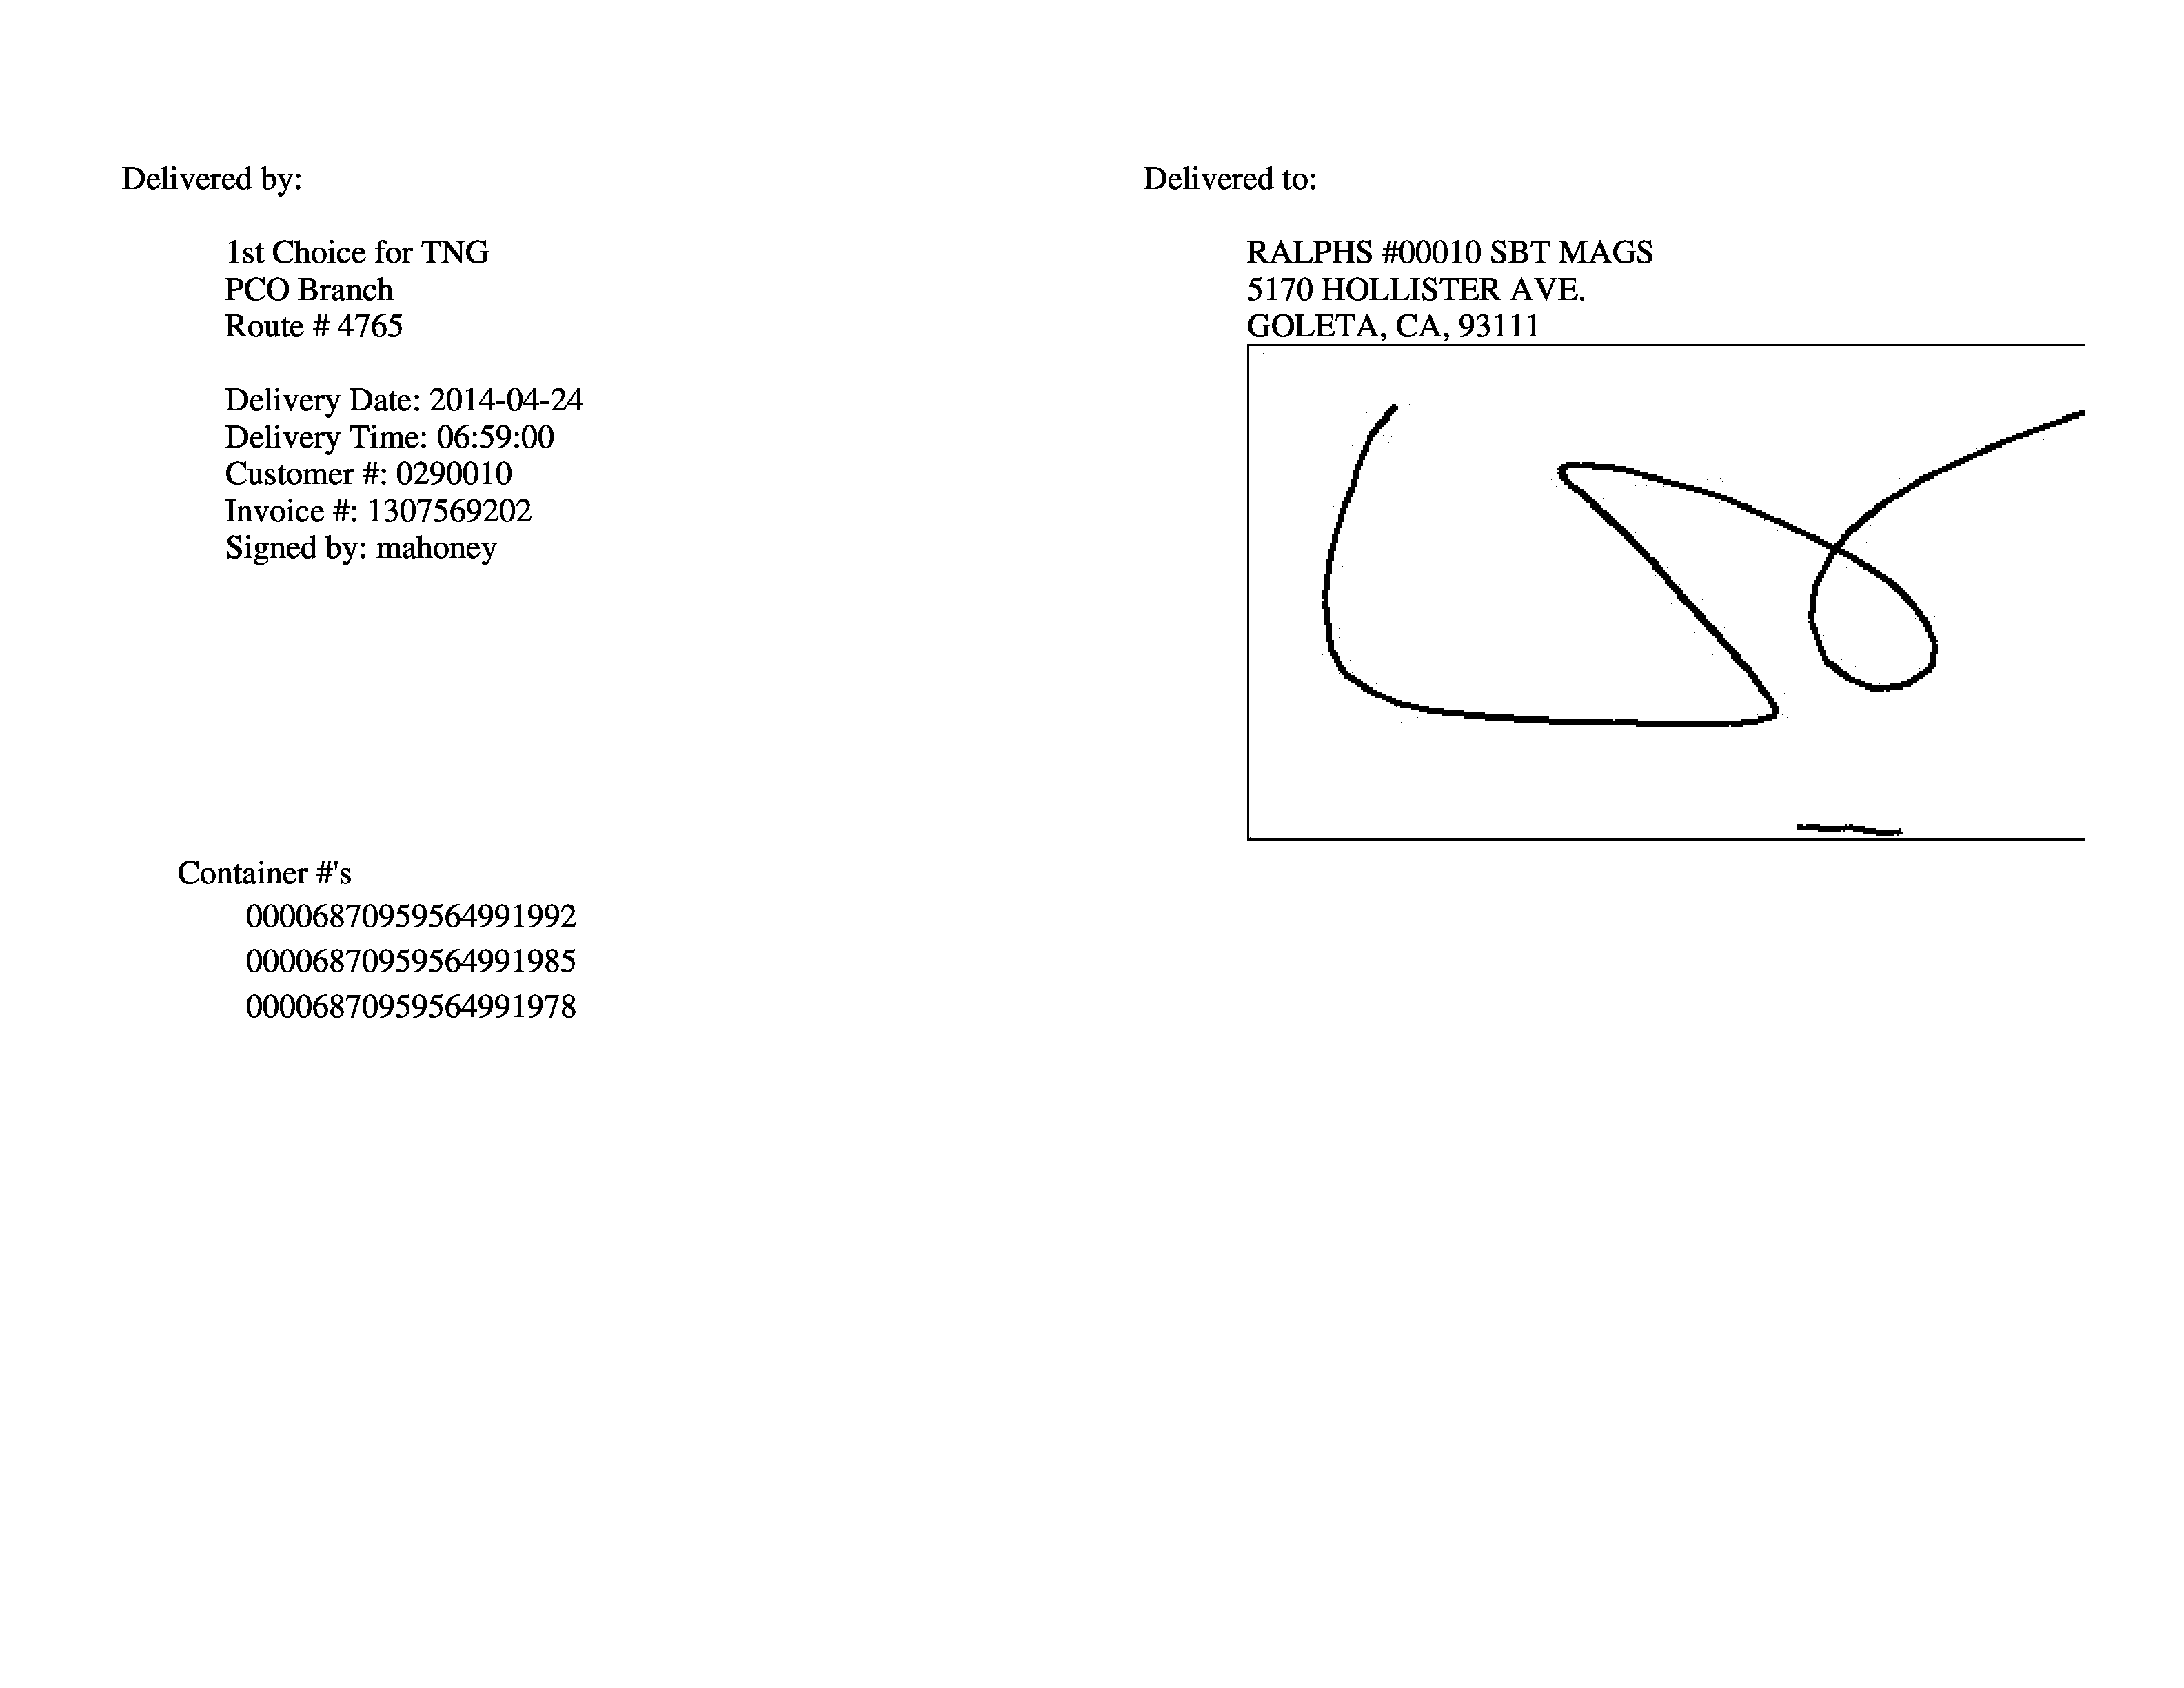 Delivered by:
1st Choice for TNG
PCO Branch
Route # 4765
Delivery Date: 2014-04-24
Delivery Time: 06:59:00
Customer #: 0290010
Invoice #: 1307569202
Signed by: mahoney
Delivered to:
RALPHS #00010 SBT MAGS
5170 HOLLISTER AVE.
GOLETA, CA, 93111
Container #'s
00006870959564991992
00006870959564991985
00006870959564991978